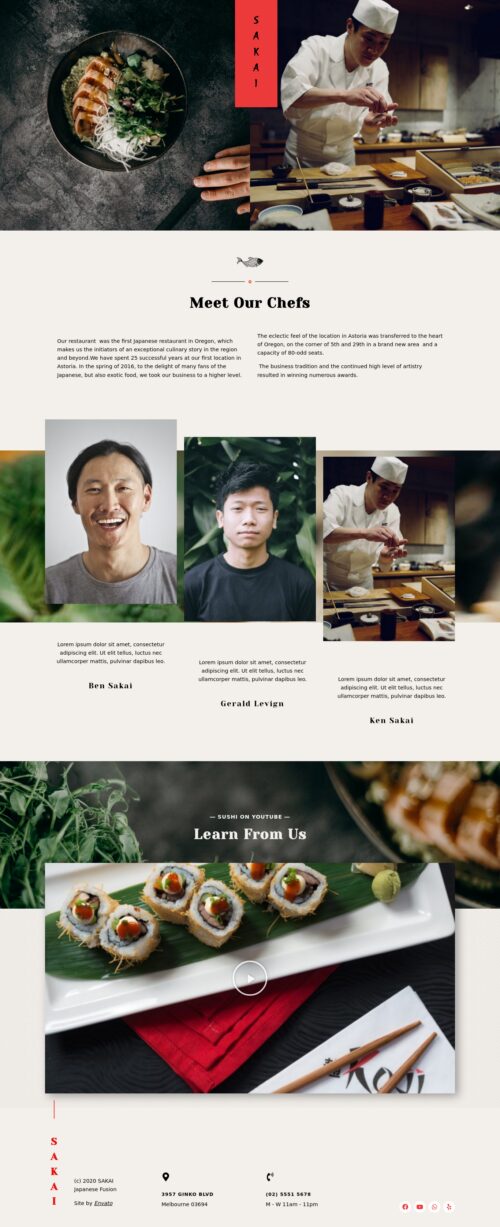 SAKAI
Meet Our Chefs
Our restaurant was the first Japanese restaurant in Oregon, which
makes us the initiators of an exceptional culinary story in the region
and beyond.We have spent 25 successful years at our first location in
Astoria. In the spring of 2016, to the delight of many fans of the
Japanese, but also exotic food, we took our business to a higher level.
The eclectic feel of the location in Astoria was transferred to the heart
of Oregon, on the corner of 5th and 29th in a brand new area and a
capacity of 80-odd seats.
The business tradition and the continued high level of artistry
resulted in winning numerous awards.
Lorem ipsum dolor sit amet, consectetur
adipiscing elit. Ut elit tellus, luctus nec
ullamcorper mattis, pulvinar dapibus leo.
Ben Sakai
Lorem ipsum dolor sit amet, consectetur
adipiscing elit. Ut elit tellus, luctus nec
ullamcorper mattis, pulvinar dapibus leo.
Gerald Levign
Lorem ipsum dolor sit amet, consectetur
adipiscing elit. Ut elit tellus, luctus nec
ullamcorper mattis, pulvinar dapibus leo.
Ken Sakai
— SUSHI ON YOUTUBE —
Learn From Us
SAKAI
(c) 2020 SAKAI
Japanese Fusion
Site by Envato
3957 GINKO BLVD
Melbourne 03694
(02) 5551 5678
M - W 11am - 11pm